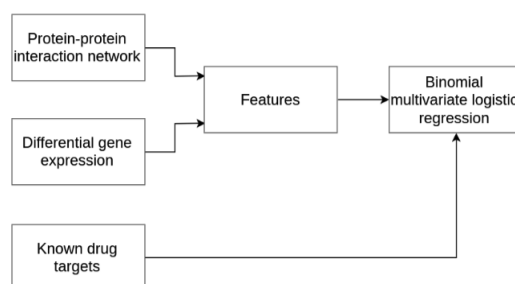 Protein-protein
interaction network
Differential gene
expression
Known drug
targets
Features
Binomial
multivariate logistic
regression